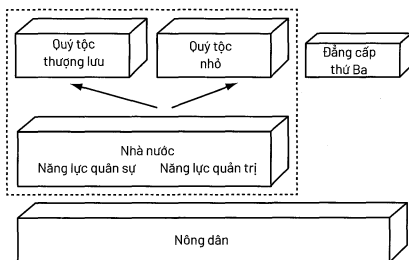 Quý tộc
thượng lưu
Quý tộc
nhỏ
Đẳng cấp
thứ Ba
Nhà nước
Năng lực quân sự Năng lực quản trị
Nông dân